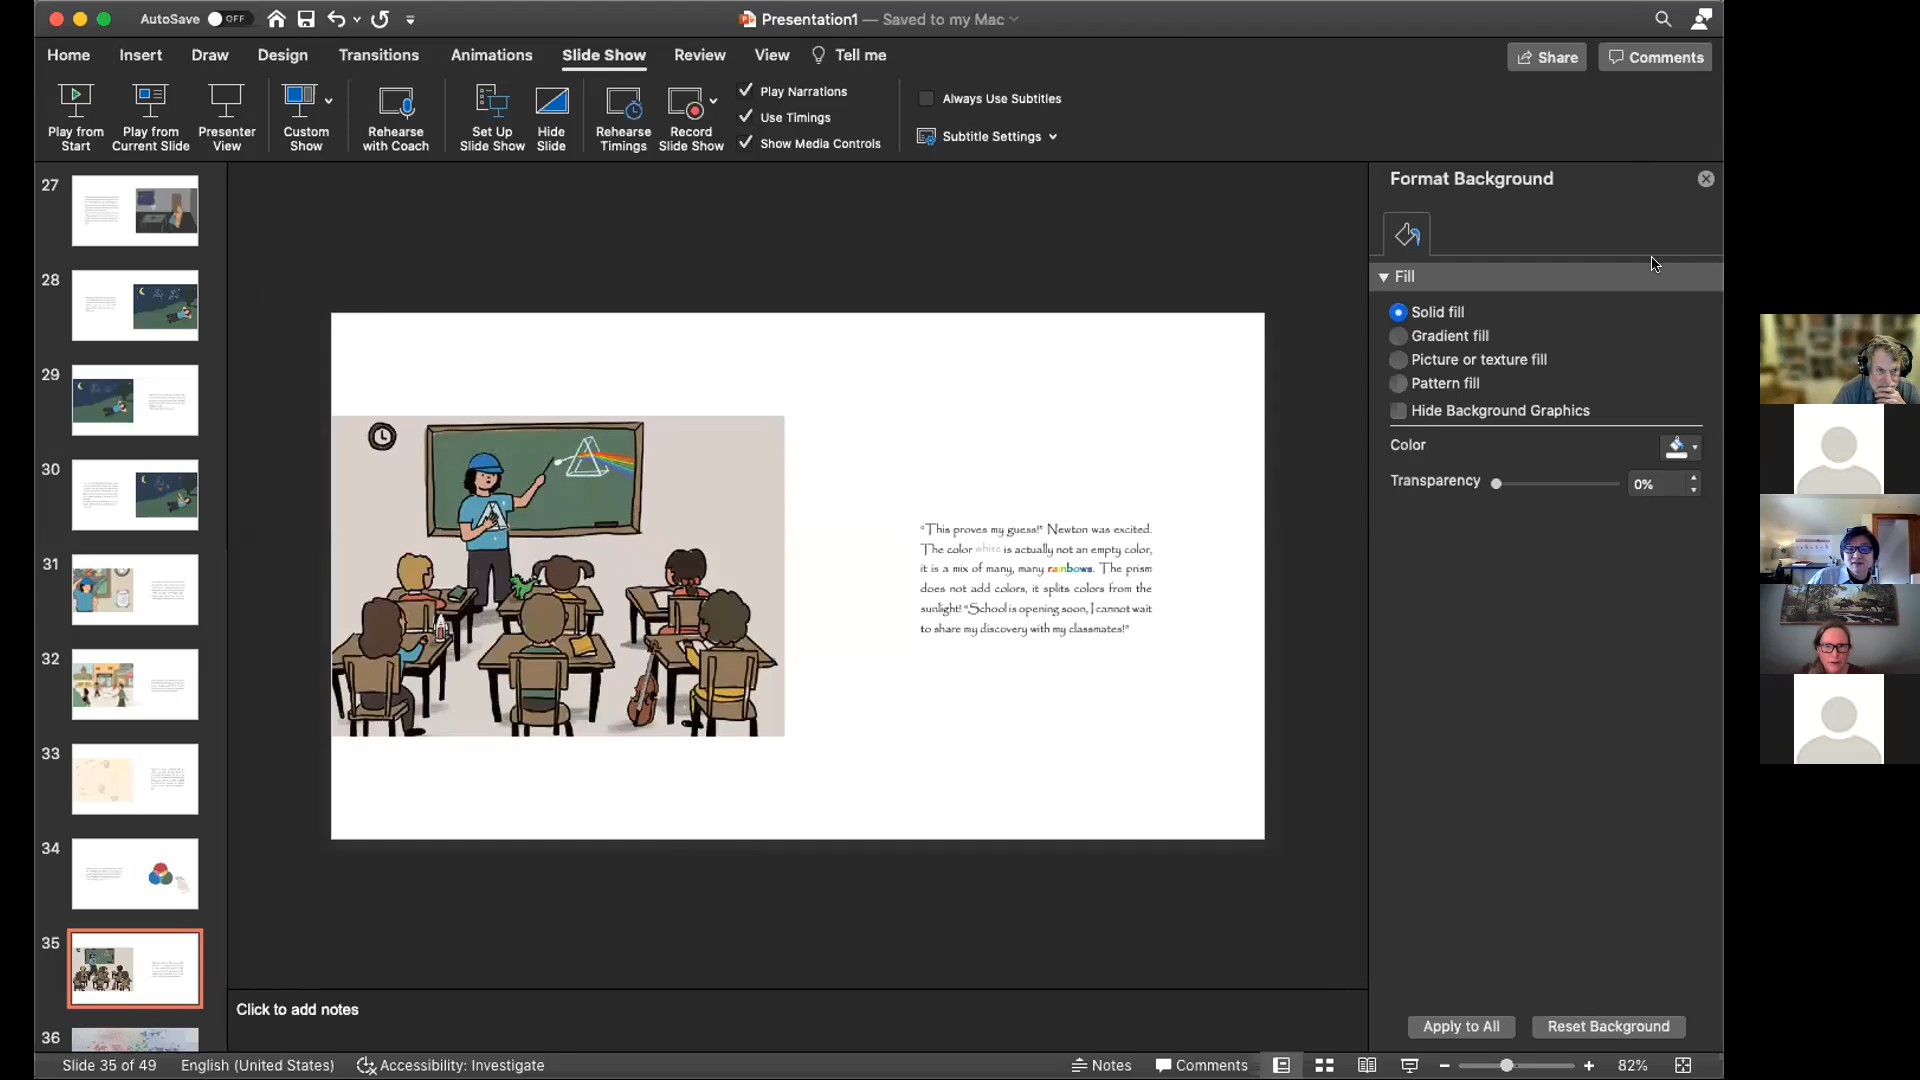 AutoSave OFF
Presentation1 — Saved to my Mac
Home Insert Draw Design Transitions Animations Slide Show Review View Tell me
Share Comments
Play from Start
Play from Current Slide
Presenter View
Custom Show
Rehearse with Coach
Set Up Slide Show
Hide Slide
Rehearse Timings
Record Slide Show
Play Narrations
Use Timings
Show Media Controls
Always Use Subtitles
Subtitle Settings
27
28
29
30
31
32
33
34
35
36
“This proves my guess!” Newton was excited.
The color white is actually not an empty color,
it is a mix of many, many rainbows. The prism
does not add colors, it splits colors from the
sunlight! “School is opening soon, I cannot wait
to share my discovery with my classmates!”
Click to add notes
Format Background
Fill
Solid fill
Gradient fill
Picture or texture fill
Pattern fill
Hide Background Graphics
Color
Transparency 0%
Apply to All Reset Background
Slide 35 of 49 English (United States) Accessibility: Investigate
Notes Comments 82%